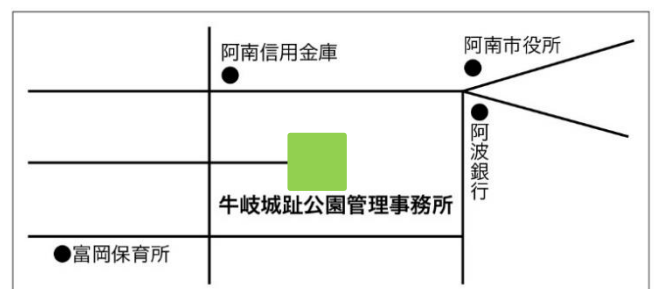 阿南信用金庫
阿南市役所
阿波銀行
牛岐城趾公園管理事務所
●富岡保育所